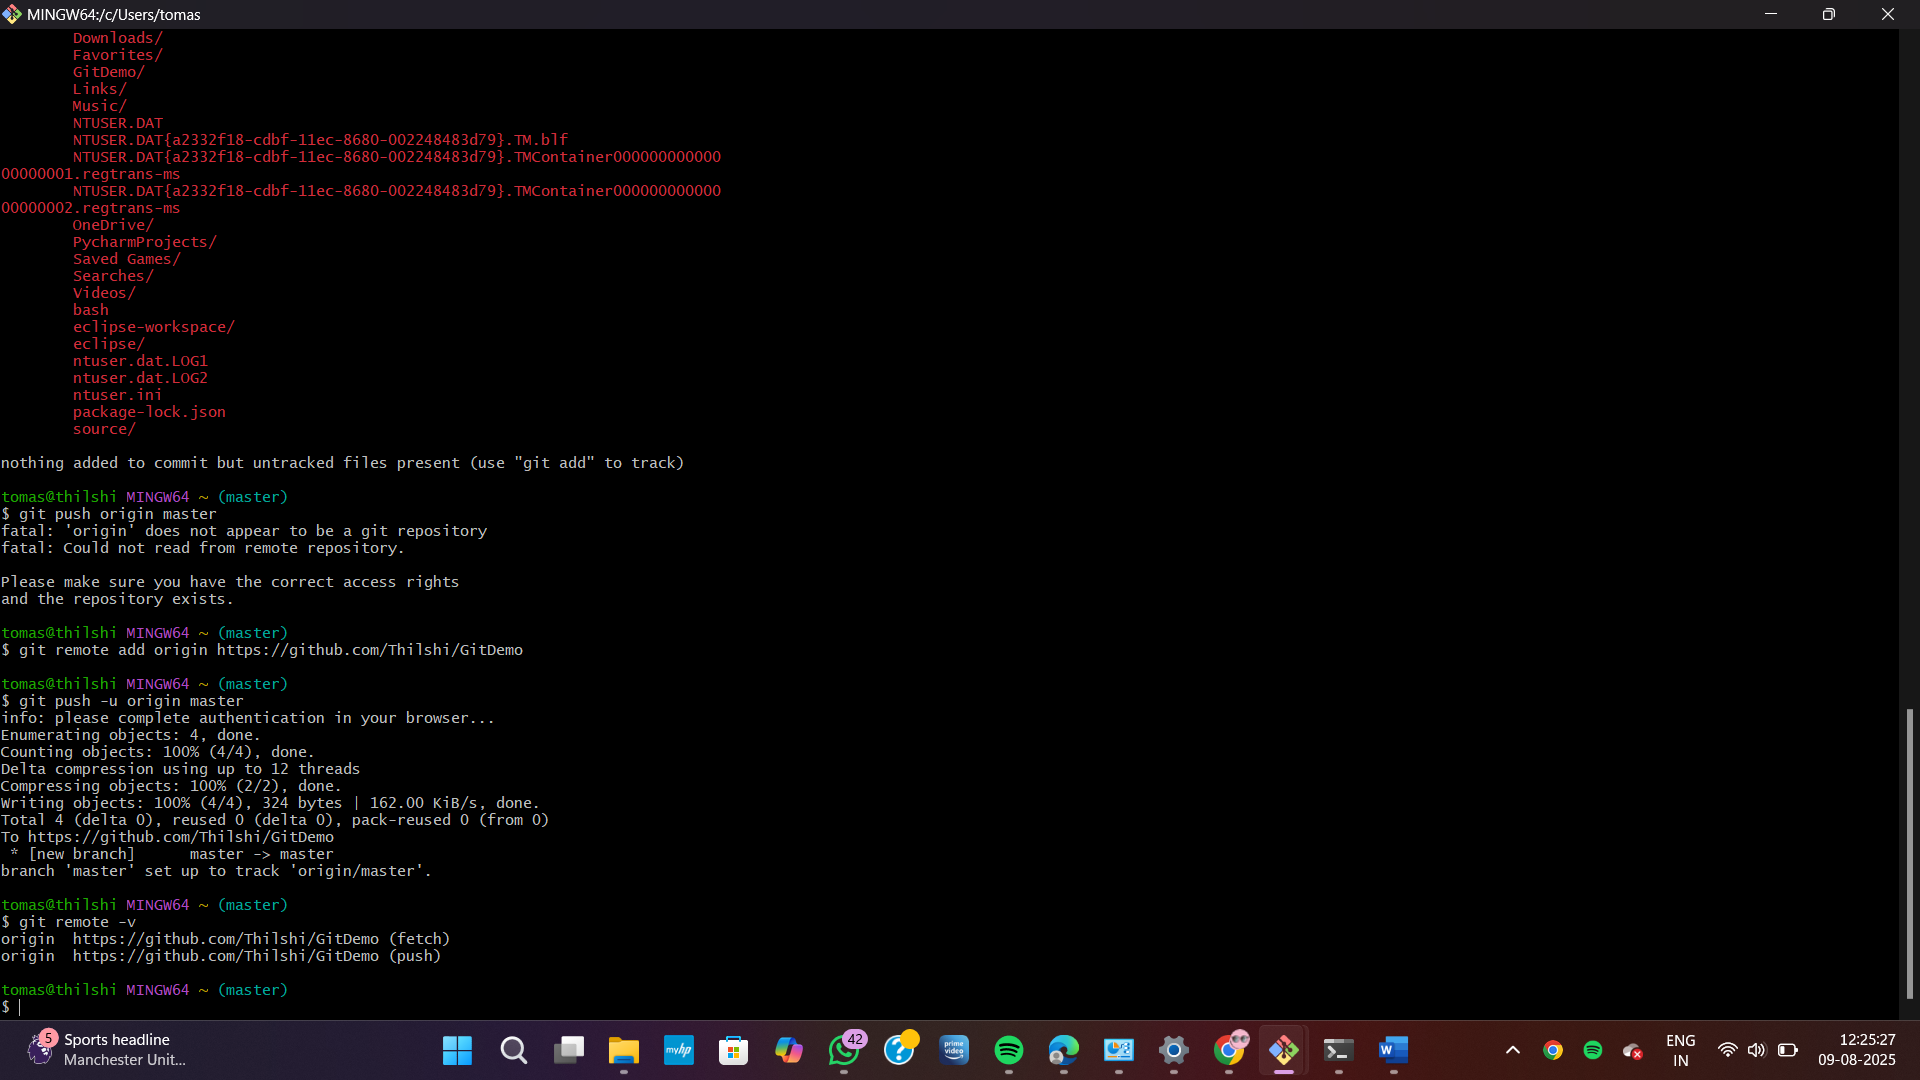 MINGW64:/c/Users/tomas
Downloads/
Favorites/
GitDemo/
Links/
Music/
NTUSER.DAT
NTUSER.DAT{a2332f18-cdbf-11ec-8680-002248483d79}.TM.blf
NTUSER.DAT{a2332f18-cdbf-11ec-8680-002248483d79}.TMContainer000000000000
00000001.regtrans-ms
NTUSER.DAT{a2332f18-cdbf-11ec-8680-002248483d79}.TMContainer000000000000
00000002.regtrans-ms
OneDrive/
PycharmProjects/
Saved Games/
Searches/
Videos/
bash
eclipse-workspace/
eclipse/
ntuser.dat.LOG1
ntuser.dat.LOG2
ntuser.ini
package-lock.json
source/
nothing added to commit but untracked files present (use "git add" to track)
tomas@thilshi MINGW64 ~ (master)
$ git push origin master
fatal: 'origin' does not appear to be a git repository
fatal: Could not read from remote repository.
Please make sure you have the correct access rights
and the repository exists.
tomas@thilshi MINGW64 ~ (master)
$ git remote add origin https://github.com/Thilshi/GitDemo
tomas@thilshi MINGW64 ~ (master)
$ git push -u origin master
info: please complete authentication in your browser...
Enumerating objects: 4, done.
Counting objects: 100% (4/4), done.
Delta compression using up to 12 threads
Compressing objects: 100% (2/2), done.
Writing objects: 100% (4/4), 324 bytes | 162.00 KiB/s, done.
Total 4 (delta 0), reused 0 (delta 0), pack-reused 0 (from 0)
To https://github.com/Thilshi/GitDemo
* [new branch]      master -> master
branch 'master' set up to track 'origin/master'.
tomas@thilshi MINGW64 ~ (master)
$ git remote -v
origin  https://github.com/Thilshi/GitDemo (fetch)
origin  https://github.com/Thilshi/GitDemo (push)
tomas@thilshi MINGW64 ~ (master)
$
5
Sports headline
Manchester Unit...
myhp
42
prime video
W
ENG
IN
12:25:27
09-08-2025